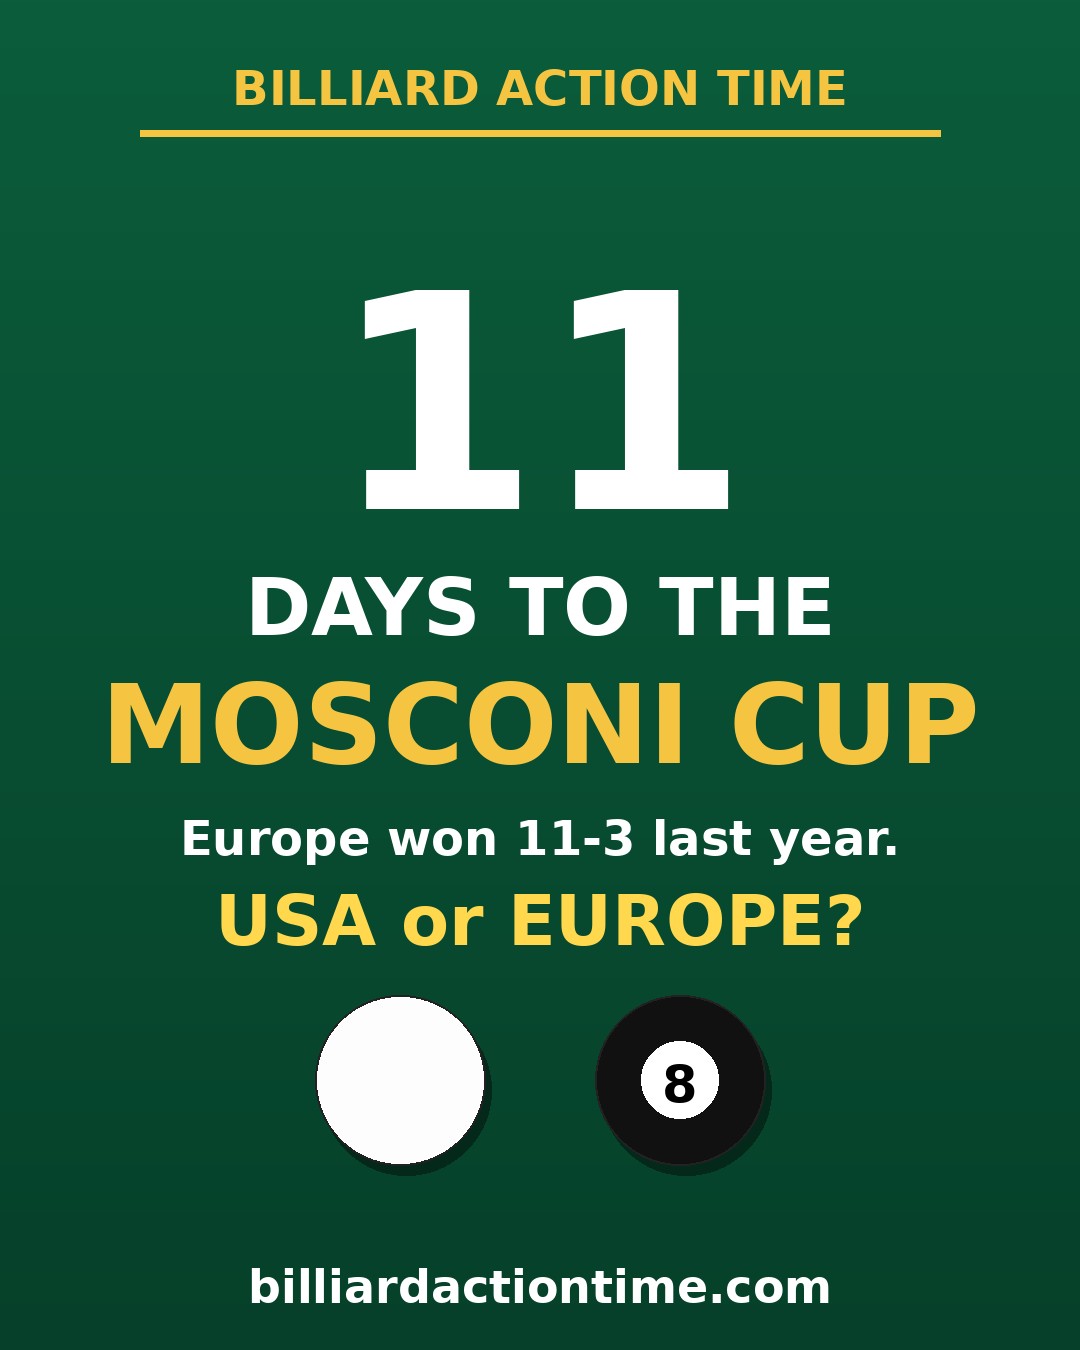 BILLIARD ACTION TIME
11
DAYS TO THE
MOSCONI CUP
Europe won 11-3 last year.
USA or EUROPE?
8
billiardactiontime.com